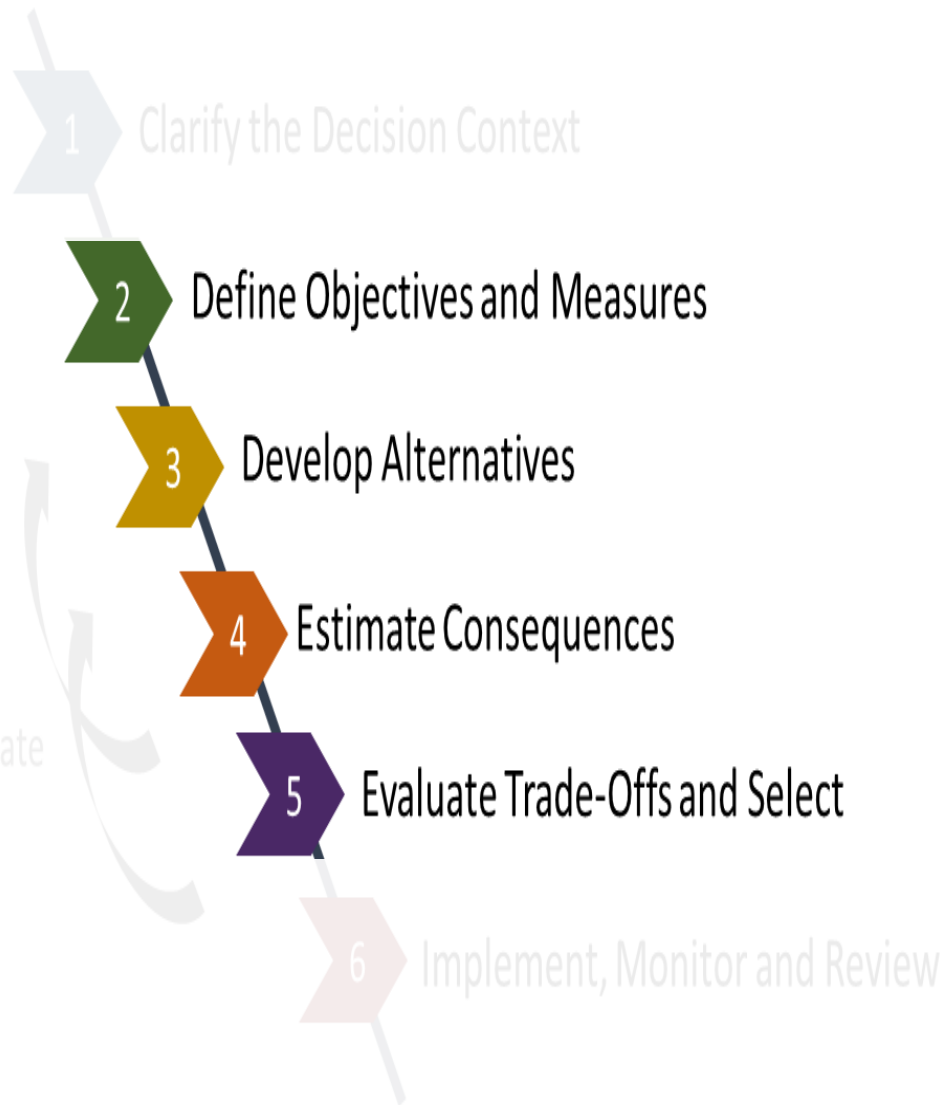 1 Clarify the Decision Context
2 Define Objectives and Measures
3 Develop Alternatives
4 Estimate Consequences
ate
5 Evaluate Trade-Offs and Select
6 Implement, Monitor and Review